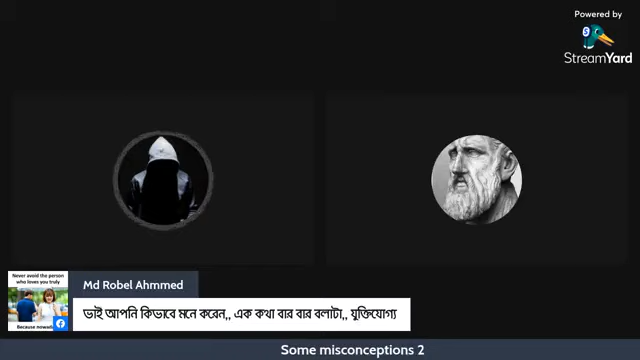 Powered by
StreamYard
Never avoid the person
who loves you truly
Md Robel Ahmmed
ভাই আপনি কিভাবে মনে করেন,, এক কথা বার বার বলাটা,, যুক্তিযোগ্য
Because nowada
Some misconceptions 2